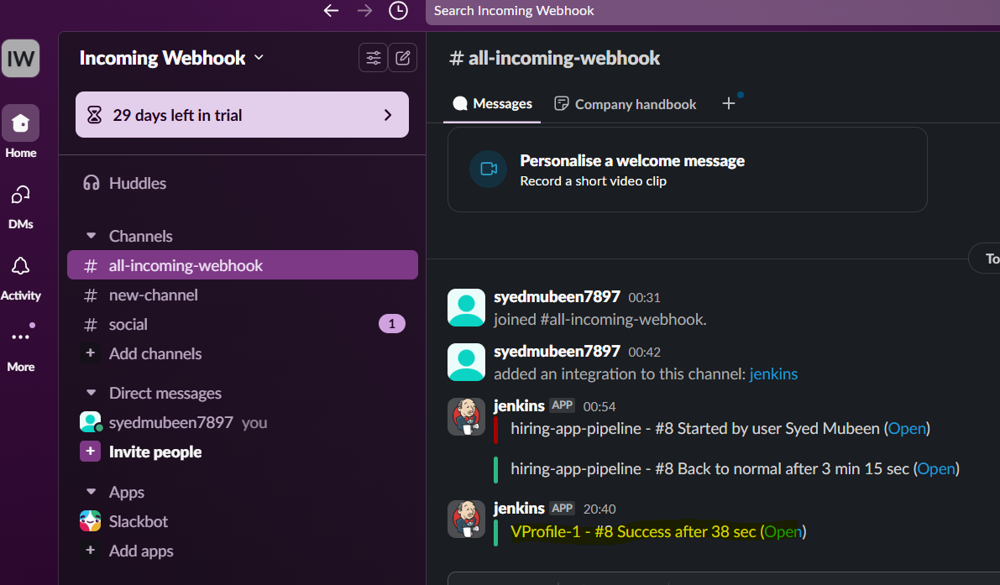 Search Incoming Webhook
IW
Incoming Webhook
# all-incoming-webhook
29 days left in trial
Messages
Company handbook
+
Home
DMs
Activity
More
Huddles
Channels
# all-incoming-webhook
# new-channel
# social 1
+ Add channels
Direct messages
syedmubeen7897 you
+ Invite people
Apps
Slackbot
+ Add apps
Personalise a welcome message
Record a short video clip
To
syedmubeen7897 00:31
joined #all-incoming-webhook.
syedmubeen7897 00:42
added an integration to this channel: jenkins
jenkins APP 00:54
hiring-app-pipeline - #8 Started by user Syed Mubeen (Open)
hiring-app-pipeline - #8 Back to normal after 3 min 15 sec (Open)
jenkins APP 20:40
VProfile-1 - #8 Success after 38 sec (Open)